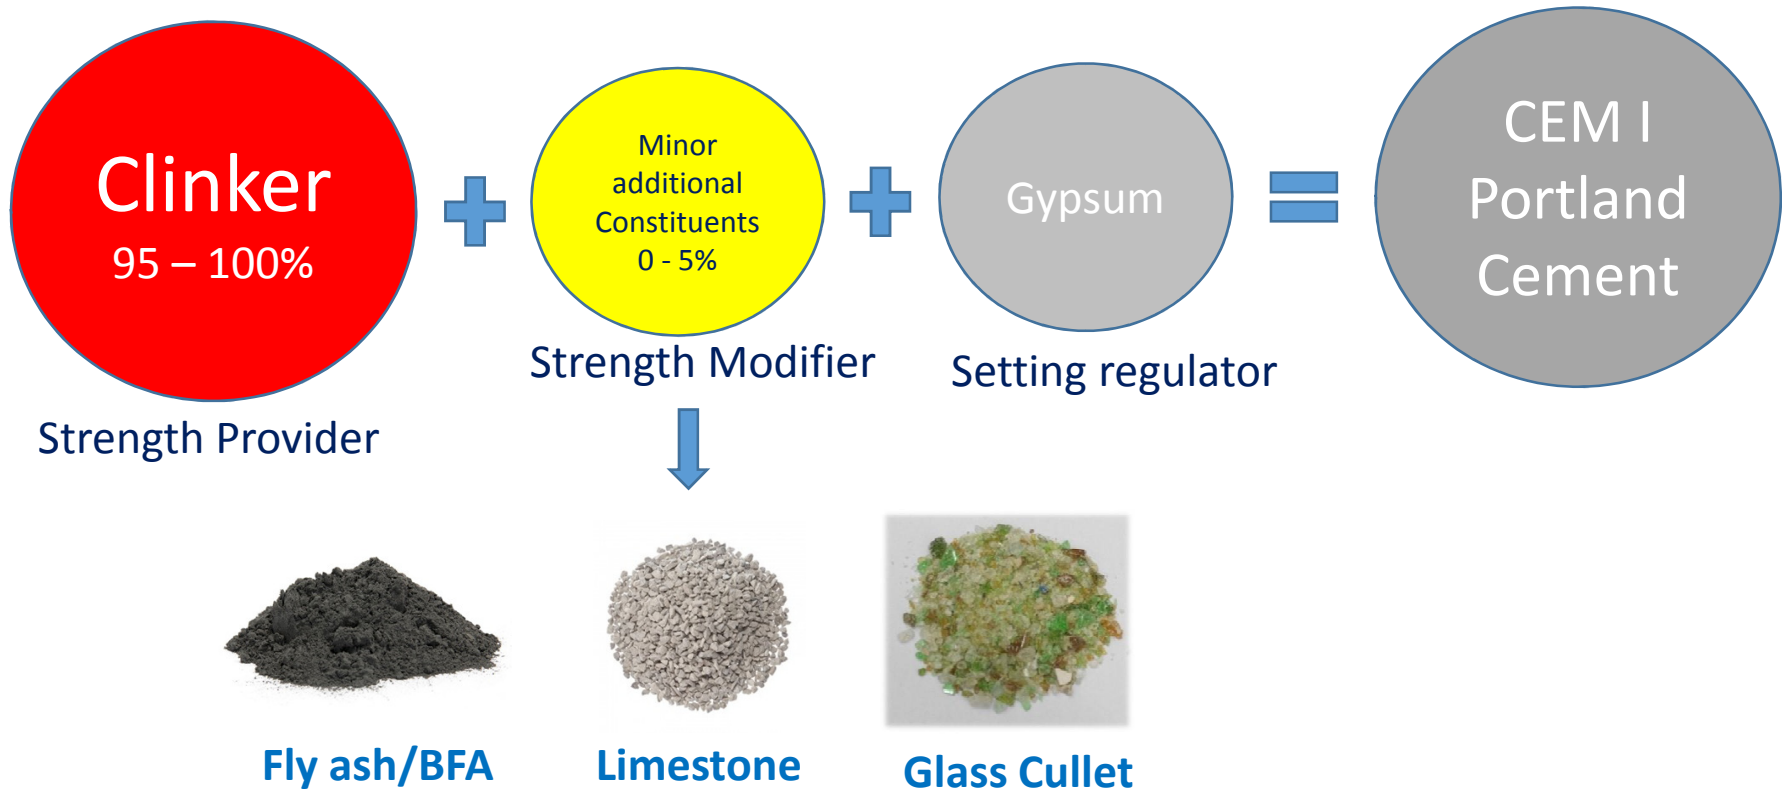 Clinker
95 – 100%
Strength Provider
Minor
additional
Constituents
0 - 5%
Strength Modifier
Gypsum
Setting regulator
CEM I
Portland
Cement
Fly ash/BFA
Limestone
Glass Cullet